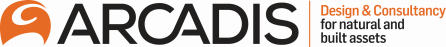 ARCADIS
Design & Consultancy
for natural and
built assets